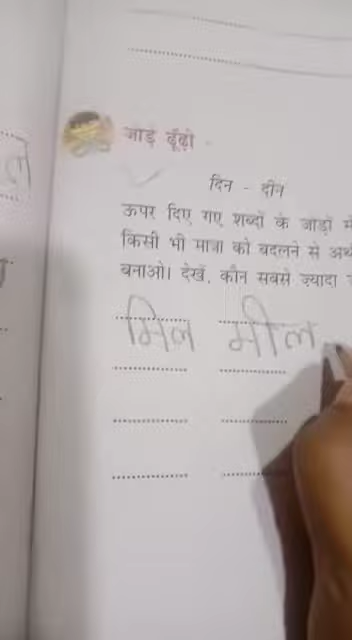 जोड़े ढूँढ़ो
दिन - दीन
ऊपर दिए गए शब्दों के जोड़ों में
किसी भी मात्रा को बदलने से अर्थ
बनाओ। देखें, कौन सबसे ज़्यादा
मिल मील